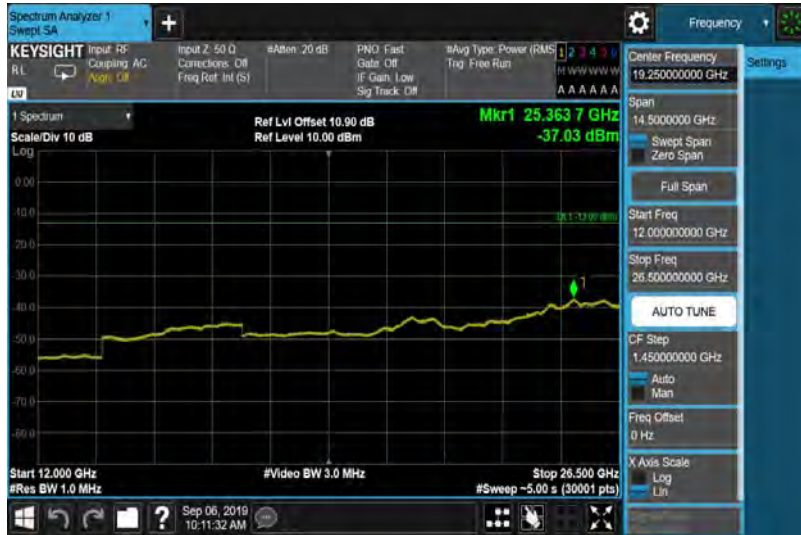 Spectrum Analyzer 1
Swept SA
+
Frequency
KEYSIGHT
RL
Input: RF
Coupling: AC
Align: Off
Input Z: 50 Ω
Corrections: Off
Freq Ref: Int (S)
#Atten: 20 dB
PNO: Fast
Gate: Off
IF Gain: Low
Sig Track: Off
#Avg Type: Power (RMS
Trig: Free Run
1 2 3 4 5 6
M W W W W W
A A A A A A
LXI
1 Spectrum
Scale/Div 10 dB
Log
Ref Lvl Offset 10.90 dB
Ref Level 10.00 dBm
Mkr1 25.363 7 GHz
-37.03 dBm
0.00
-10.0
-20.0
-30.0
-40.0
-50.0
-60.0
-70.0
-80.0
DL1 -13.00 dBm
1
Start 12.000 GHz
#Res BW 1.0 MHz
#Video BW 3.0 MHz
Stop 26.500 GHz
#Sweep ~5.00 s (30001 pts)
?
Sep 06, 2019
10:11:32 AM
Center Frequency
19.250000000 GHz
Settings
Span
14.5000000 GHz
Swept Span
Zero Span
Full Span
Start Freq
12.000000000 GHz
Stop Freq
26.500000000 GHz
AUTO TUNE
CF Step
1.450000000 GHz
Auto
Man
Freq Offset
0 Hz
X Axis Scale
Log
Lin